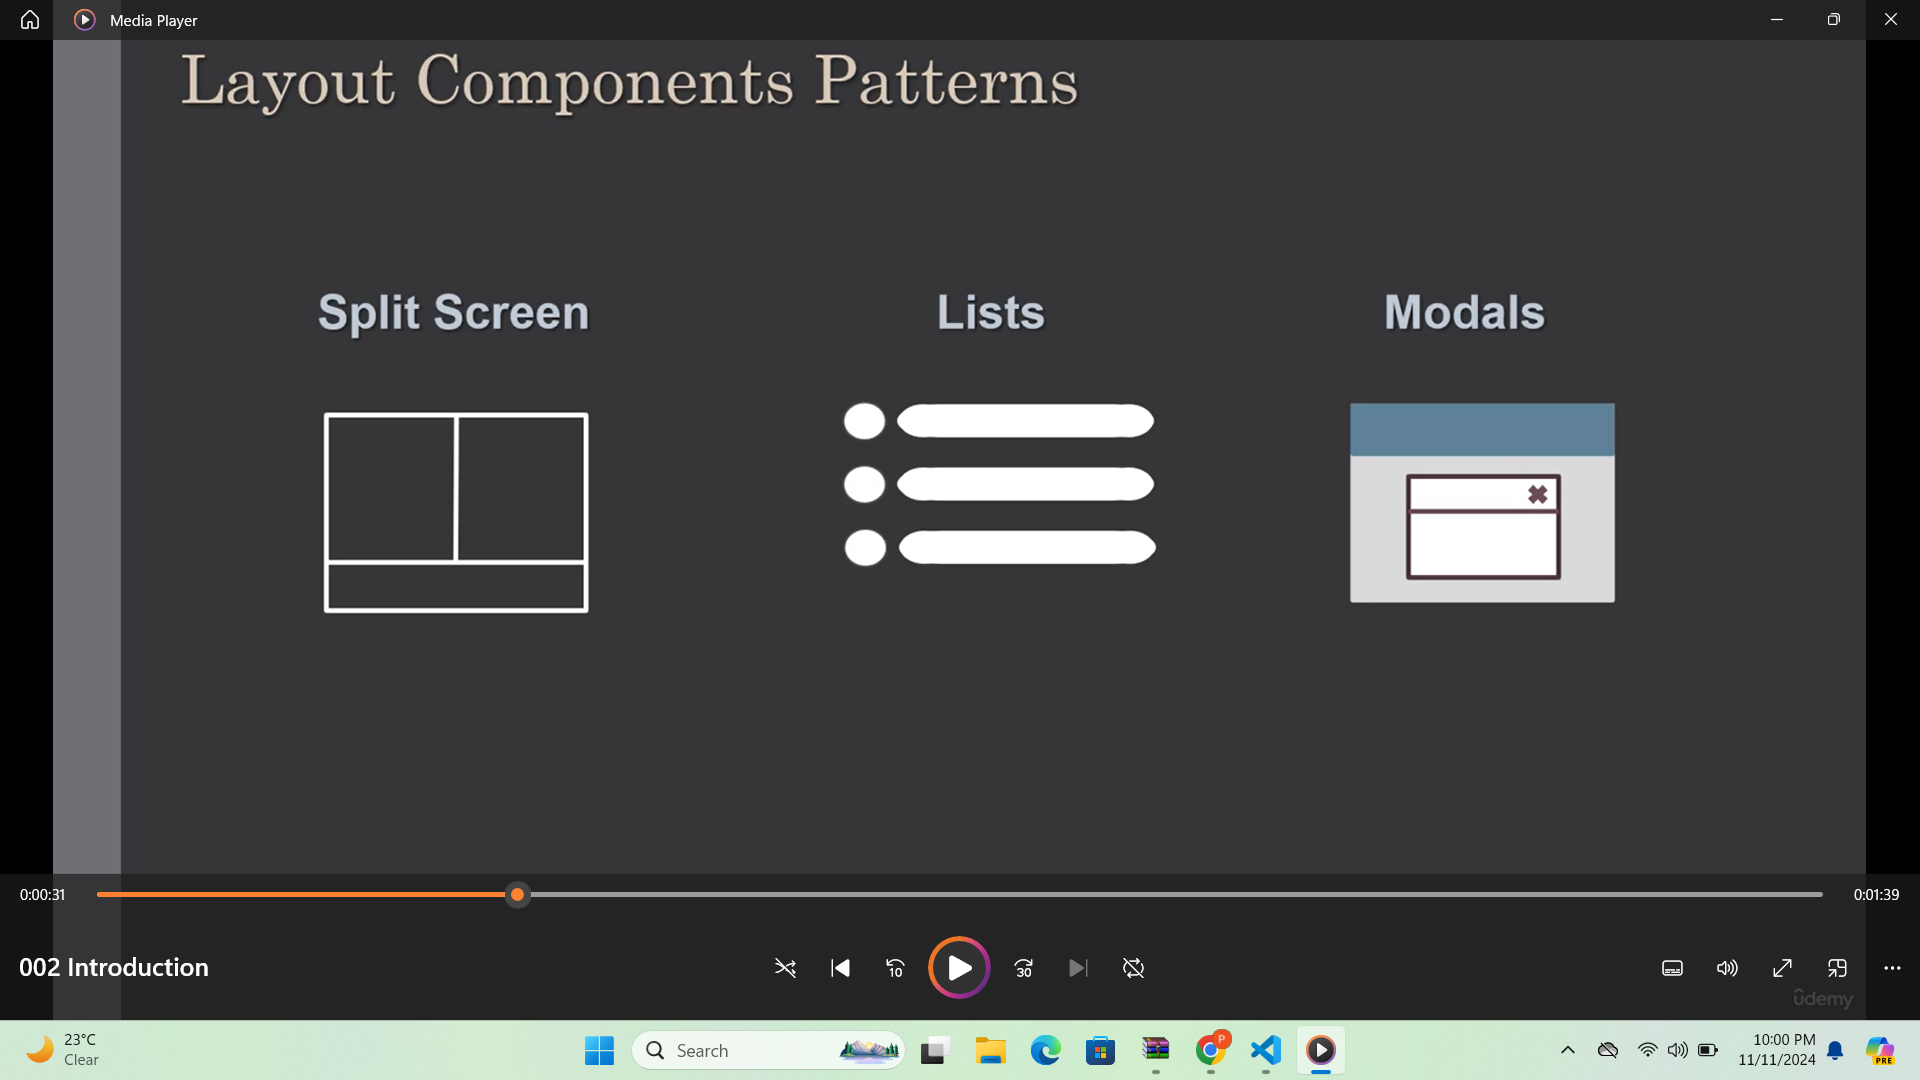 Media Player
Layout Components Patterns
Split Screen
Lists
Modals
0:00:31
0:01:39
002 Introduction
10
30
ûdemy
23°C
Clear
Search
P
10:00 PM
11/11/2024
PRE